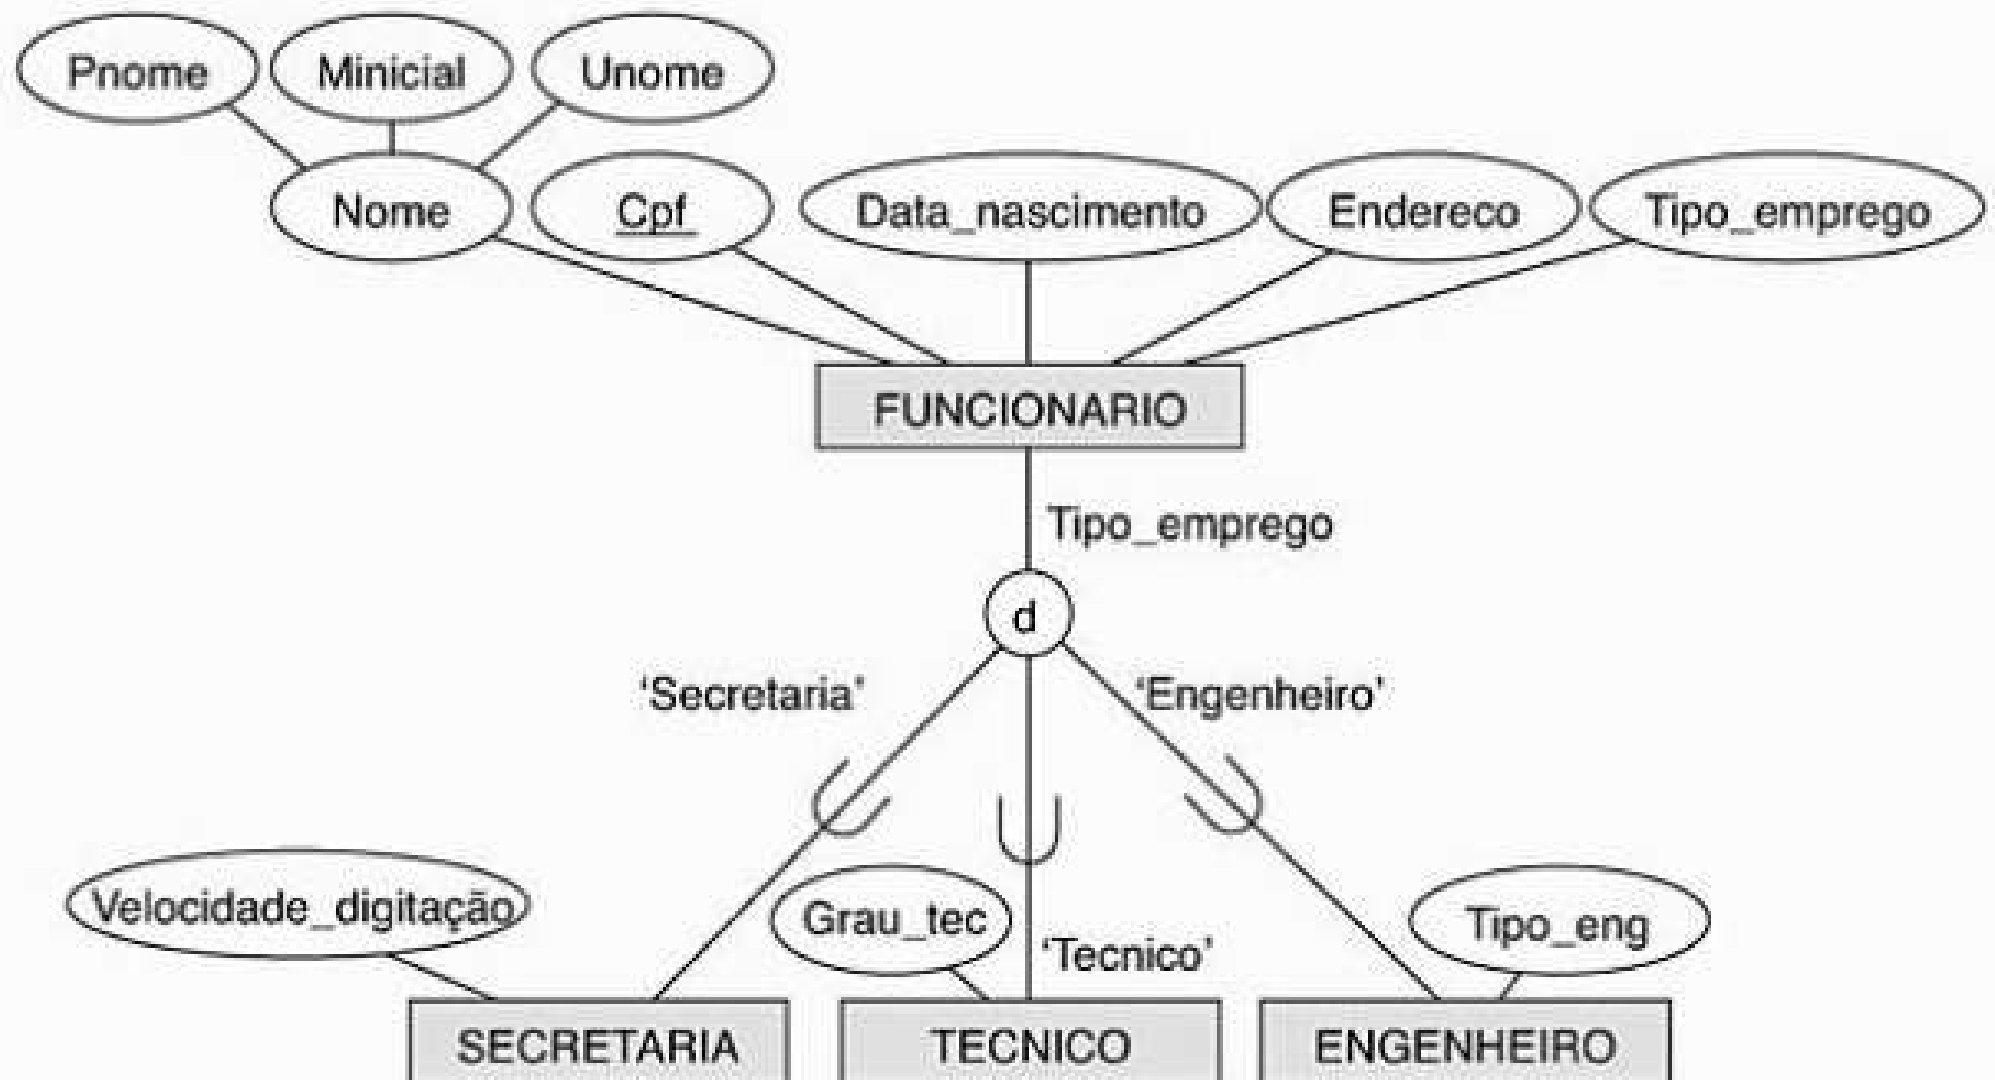 Pnome Minicial Unome
Nome Cpf Data_nascimento Endereco Tipo_emprego
FUNCIONARIO
Tipo_emprego
d
‘Secretaria’ ‘Engenheiro’
Velocidade_digitação Grau_tec Tipo_eng
‘Tecnico’
SECRETARIA TECNICO ENGENHEIRO